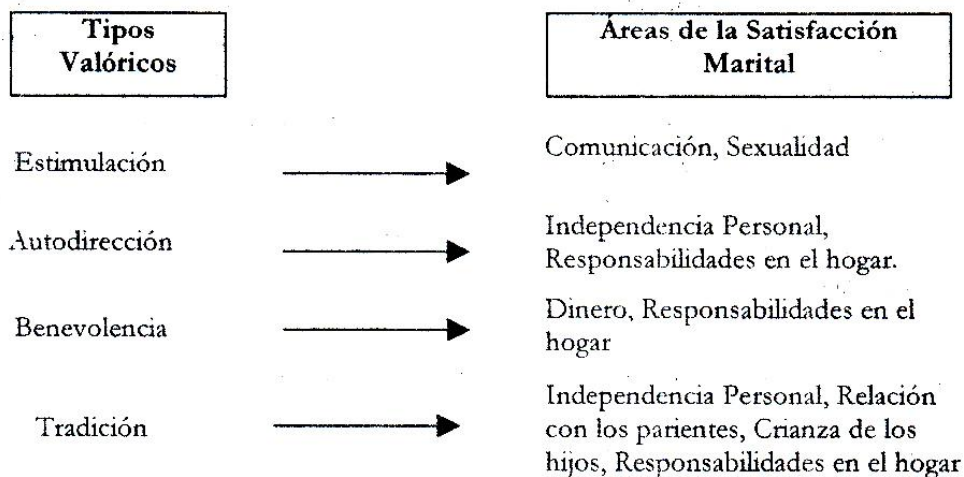 Tipos
Valóricos
Áreas de la Satisfacción
Marital
Estimulación
Comunicación, Sexualidad
Autodirección
Independencia Personal,
Responsabilidades en el hogar.
Benevolencia
Dinero, Responsabilidades en el
hogar
Tradición
Independencia Personal, Relación
con los parientes, Crianza de los
hijos, Responsabilidades en el hogar